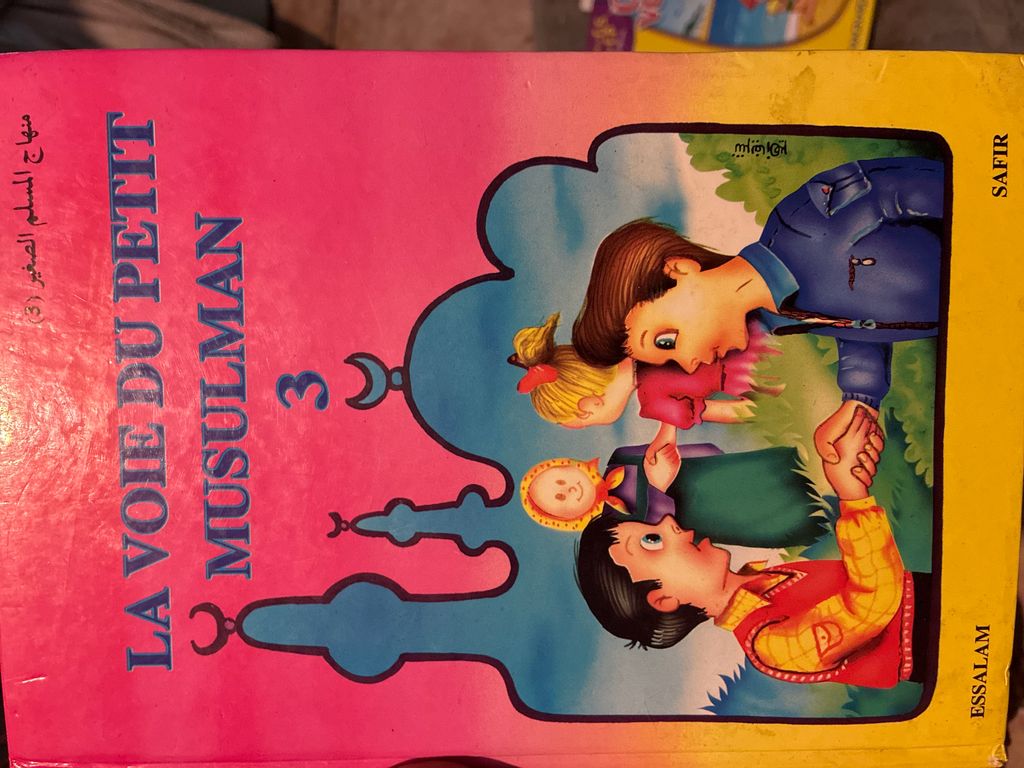 منهاج المسلم الصغير (3)
LA VOIE DU PETIT
MUSULMAN
3
ESSALAM
SAFIR